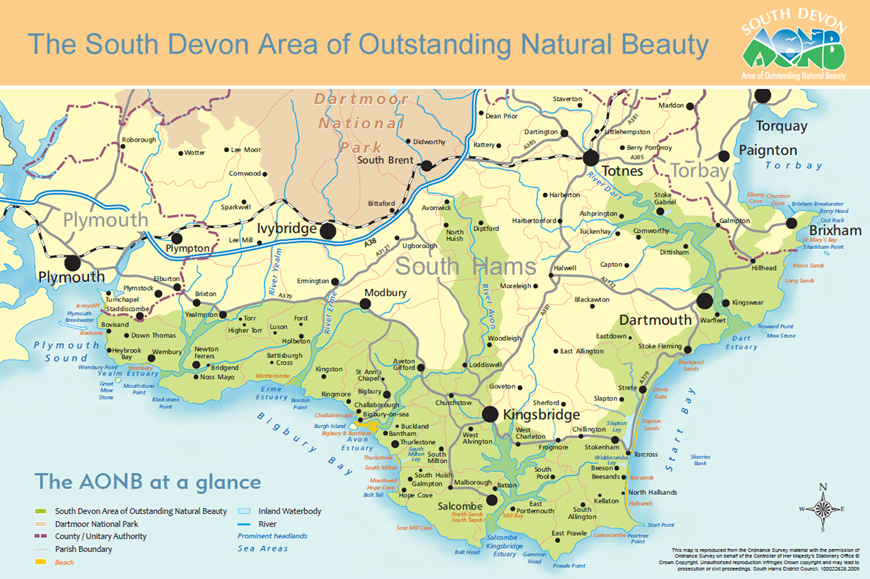 The South Devon Area of Outstanding Natural Beauty
SOUTH DEVON
AONB
Area of Outstanding Natural Beauty
Dartmoor
National
Park
Staverton
Marldon
Dean Prior
A381
Torquay
Roborough
Dartington
Littlehempston
Didworthy
Rattery
A385
Berry Pomeroy
A385
Paignton
Wotter
Lee Moor
South Brent
Torbay
Torbay
Cornwood
Totnes
River Dart
Harberton
Stoke
Gabriel
Elberry
Cove
Churston
Cove
Sparkwell
Bittaford
Avonwick
Ashprington
Brixham Breakwater
Berry Head
Plymouth
Ivybridge
Harbertonford
Galmpton
Cod Rock
Brixham
North
Huish
Diptford
Tuckenhay
Cornworthy
St Mary's Bay
Sharkham Point
Plympton
Lee Mill
A38
Ugborough
A3121
Dittisham
South Hams
Capton
Hillhead
Mann Sands
Plymouth
River Yealm
Halwell
Elburton
Ermington
Moreleigh
A3122
Long Sands
Plymstock
Brixton
A379
Modbury
Blackawton
Turnchapel
Kingswear
Jennycliff
Staddiscombe
Yealmpton
River Erme
River Avon
A381
Dartmouth
Warfleet
Plymouth
Breakwater
Bovisand
Torr
Ford
Froward Point
Bovisand
Higher Torr
Luson
Eastdown
Mew Stone
Down Thomas
Holbeton
Woodleigh
Stoke Fleming
Dart
Estuary
Plymouth
Sound
Heybrook
Bay
Wembury
Newton
Ferrers
Battisburgh
Cross
East Allington
Wembury Point
Wembury
Bridgend
Kingston
St Ann's
Chapel
Aveton
Gifford
Loddiswell
Blackpool
Sands
Yealm Estuary
Noss Mayo
Mothecombe
Great
Mew
Stone
Mouthstone
Point
Erme
Estuary
Ringmore
Bigbury
Goveton
Strete
A379
Strete
Gate
Blackstone
Point
Beacon
Point
Challaborough
Churchstow
Sherford
Slapton
Challaborough
Bigbury-on-sea
Kingsbridge
Burgh Island
Buckland
West
Charleton
Slapton
Ley
Slapton
Sands
Start Bay
Bigbury & Bantham
Bantham
West
Alvington
Chillington
Bigbury Bay
Avon
Estuary
Thurlestone
Frogmore
Stokenham
Torcross
South
Milton
Ley
South
Milton
Widdecombe
Ley
Skerries
Bank
Thurlestone
South
Pool
Beeson
South Milton
South Huish
Beesands
Beesands
The AONB at a glance
Mouthwell
Galmpton
Malborough
Batson
North Hallsands
Hope Cove
Hope Cove
Kellaton
Bolt Tail
Salcombe
East
Portlemouth
Hallsands
South Devon Area of Outstanding Natural Beauty
Inland Waterbody
North Sands
South Sands
Mill Bay
South
Allington
Dartmoor National Park
River
Soar Mill Cove
Start Point
County / Unitary Authority
Prominent headlands
East Prawle
Lannacombe
Peartree
Point
Parish Boundary
Sea Areas
Salcombe -
Kingsbridge
Estuary
Beach
Bolt Head
Gammon
Head
Prawle Point
N
W
E
S
This map is reproduced from the Ordnance Survey material with the permission of
Ordnance Survey on behalf of the Controller of Her Majesty's Stationery Office ©
Crown Copyright. Unauthorised reproduction infringes Crown copyright and may lead to
prosecution or civil proceedings. South Hams District Council. 100022628.2009